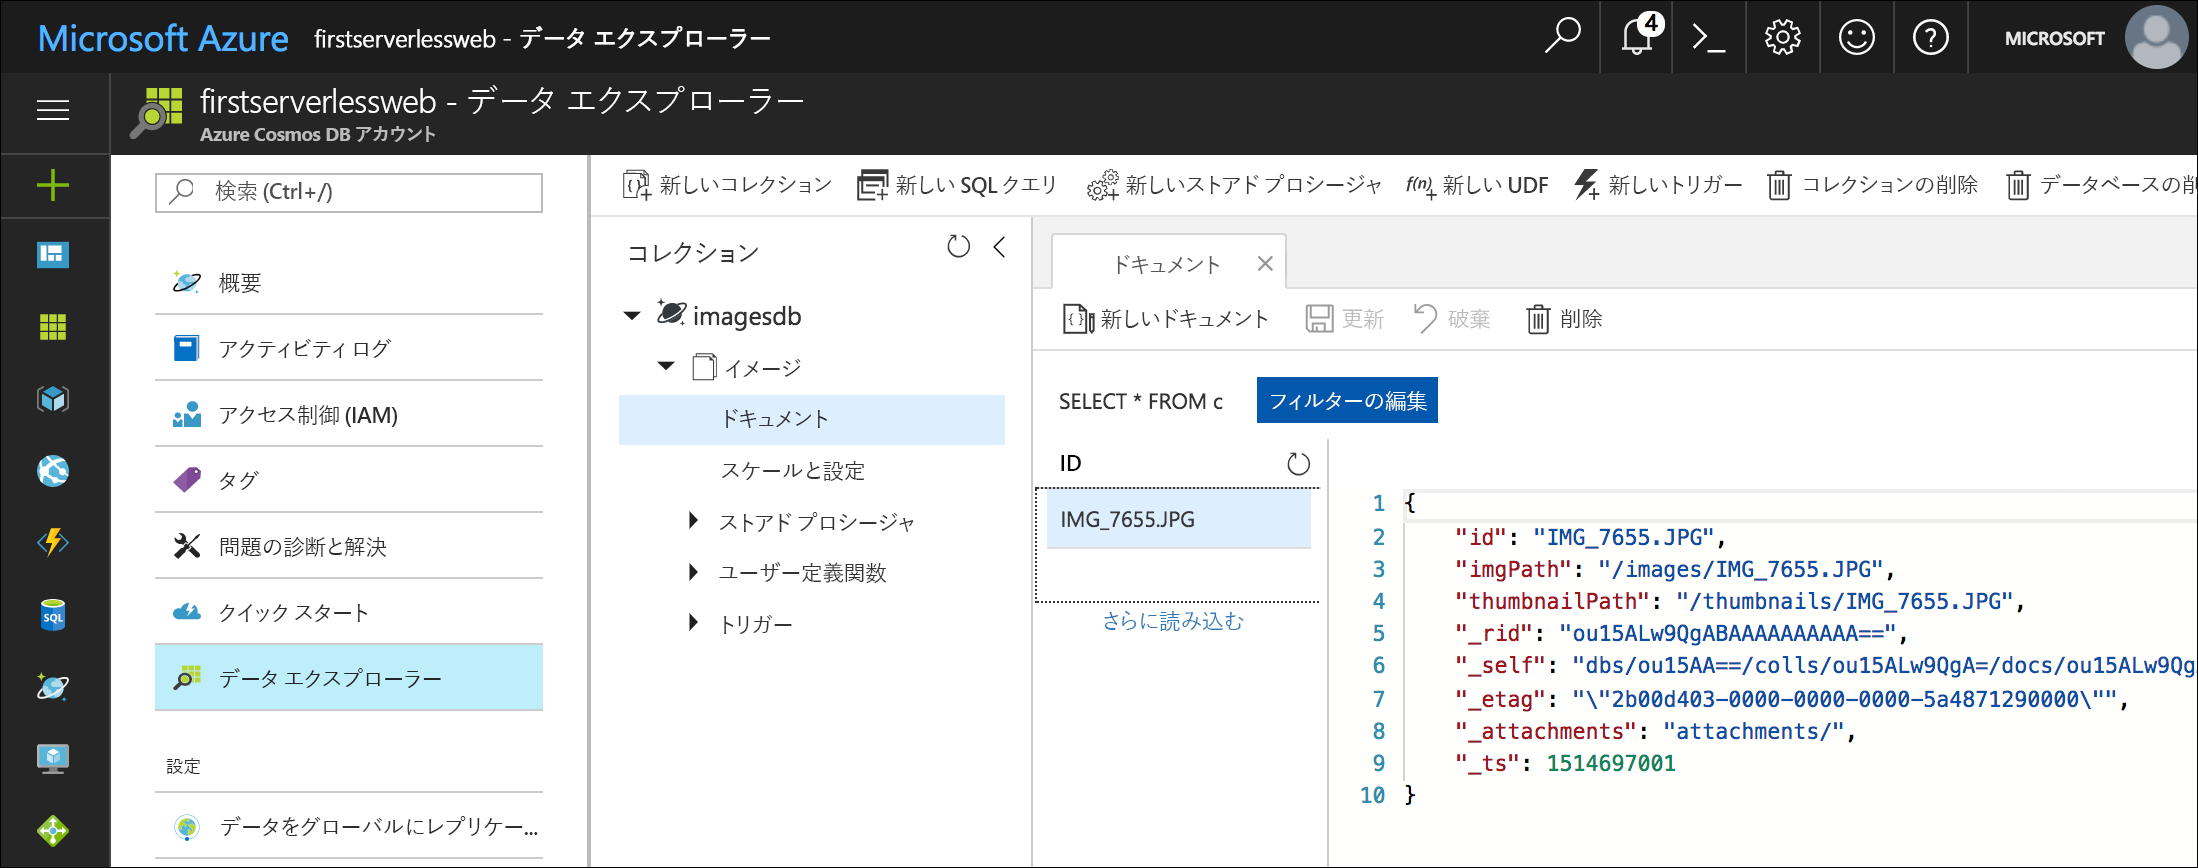 Microsoft Azure firstserverlessweb - データ エクスプローラー
4
MICROSOFT
firstserverlessweb - データ エクスプローラー
Azure Cosmos DB アカウント
検索 (Ctrl+/)
概要
アクティビティ ログ
アクセス制御 (IAM)
タグ
問題の診断と解決
クイック スタート
データ エクスプローラー
設定
データをグローバルにレプリケー...
SQL
新しいコレクション 新しい SQL クエリ 新しいストアド プロシージャ f(n) 新しい UDF 新しいトリガー コレクションの削除 データベースの削
コレクション
imagesdb
イメージ
ドキュメント
スケールと設定
ストアド プロシージャ
ユーザー定義関数
トリガー
ドキュメント
新しいドキュメント 更新 破棄 削除
SELECT * FROM c フィルターの編集
ID
IMG_7655.JPG
さらに読み込む
1 {
2 "id": "IMG_7655.JPG",
3 "imgPath": "/images/IMG_7655.JPG",
4 "thumbnailPath": "/thumbnails/IMG_7655.JPG",
5 "_rid": "ou15ALw9QgABAAAAAAAAAA==",
6 "_self": "dbs/ou15AA==/colls/ou15ALw9QgA=/docs/ou15ALw9Qg
7 "_etag": "\"2b00d403-0000-0000-0000-5a4871290000\"",
8 "_attachments": "attachments/",
9 "_ts": 1514697001
10 }